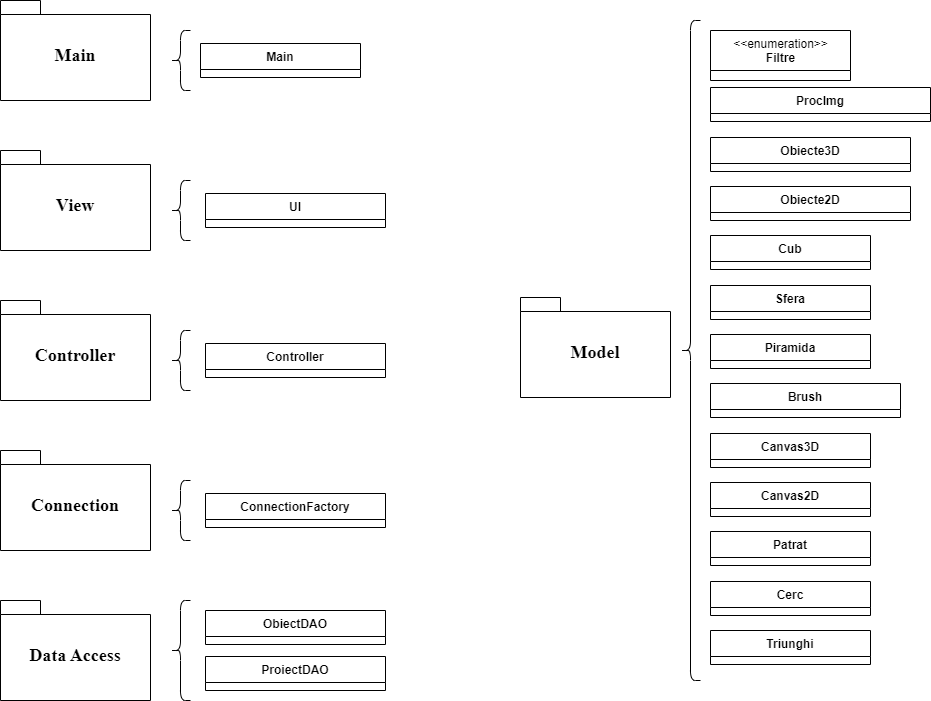 Main
Main
View
UI
Controller
Controller
Connection
ConnectionFactory
Data Access
ObiectDAO
ProiectDAO
Model
<<enumeration>>
Filtre
ProcImg
Obiecte3D
Obiecte2D
Cub
Sfera
Piramida
Brush
Canvas3D
Canvas2D
Patrat
Cerc
Triunghi